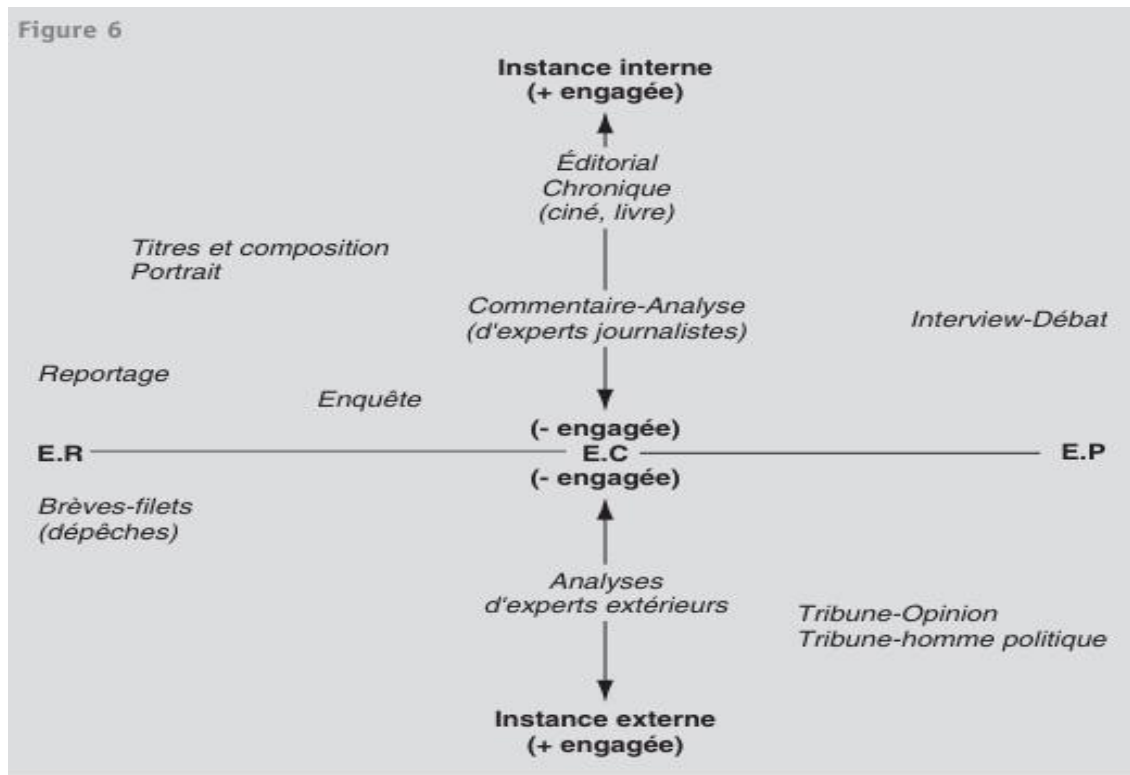 Figure 6
Instance interne
(+ engagée)
Éditorial
Chronique
(ciné, livre)
Titres et composition
Portrait
Commentaire-Analyse
(d'experts journalistes)
Interview-Débat
Reportage
Enquête
(- engagée)
E.R E.C E.P
(- engagée)
Brèves-filets
(dépêches)
Analyses
d'experts extérieurs
Tribune-Opinion
Tribune-homme politique
Instance externe
(+ engagée)